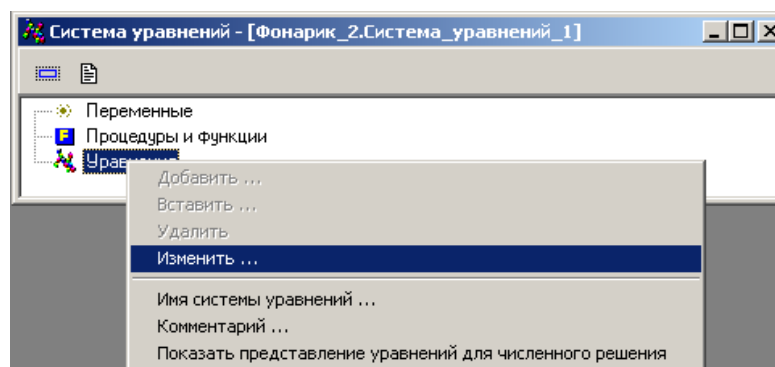 Система уравнений - [Фонарик_2.Система_уравнений_1]
Переменные
F Процедуры и функции
Уравнения
Добавить ...
Вставить ...
Удалить
Изменить ...
Имя системы уравнений ...
Комментарий ...
Показать представление уравнений для численного решения